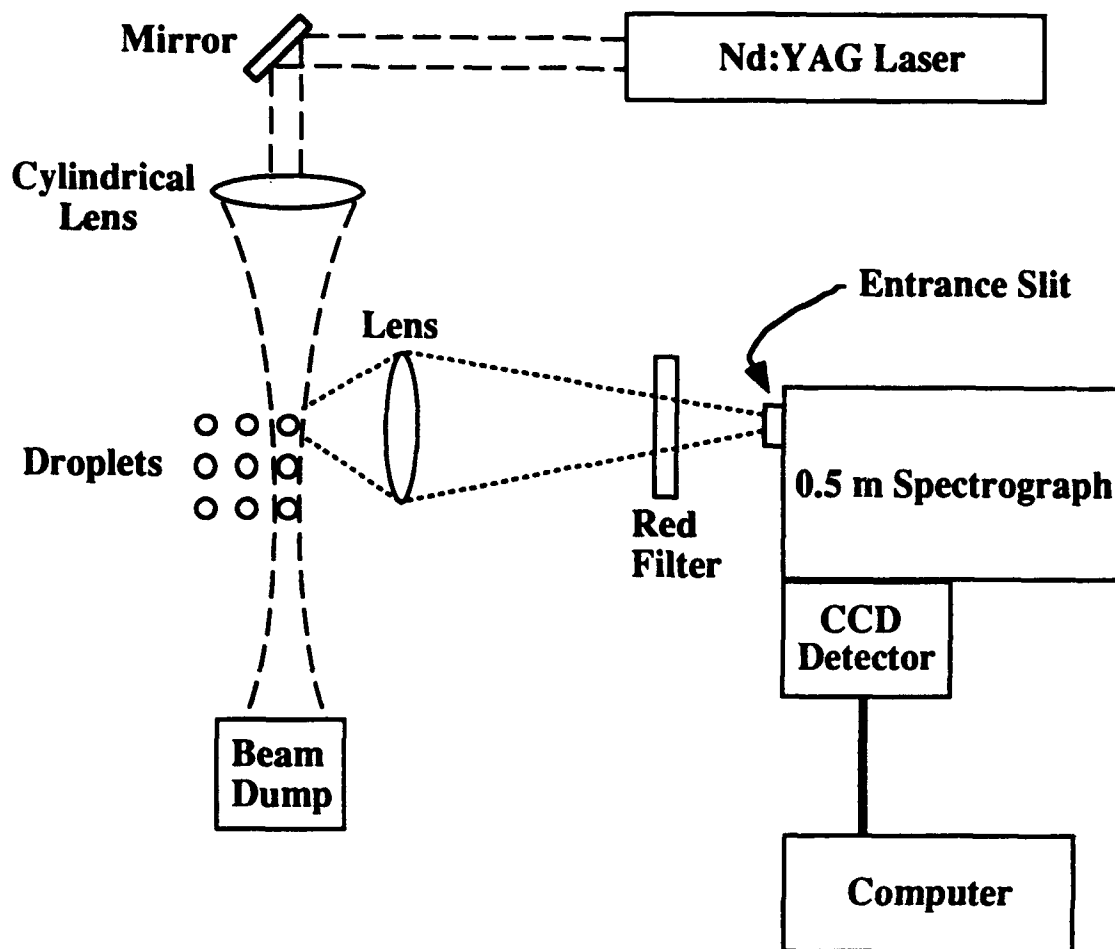 Mirror
Nd:YAG Laser
Cylindrical
Lens
Entrance Slit
Lens
Droplets
0.5 m Spectrograph
Red
Filter
CCD
Detector
Beam
Dump
Computer